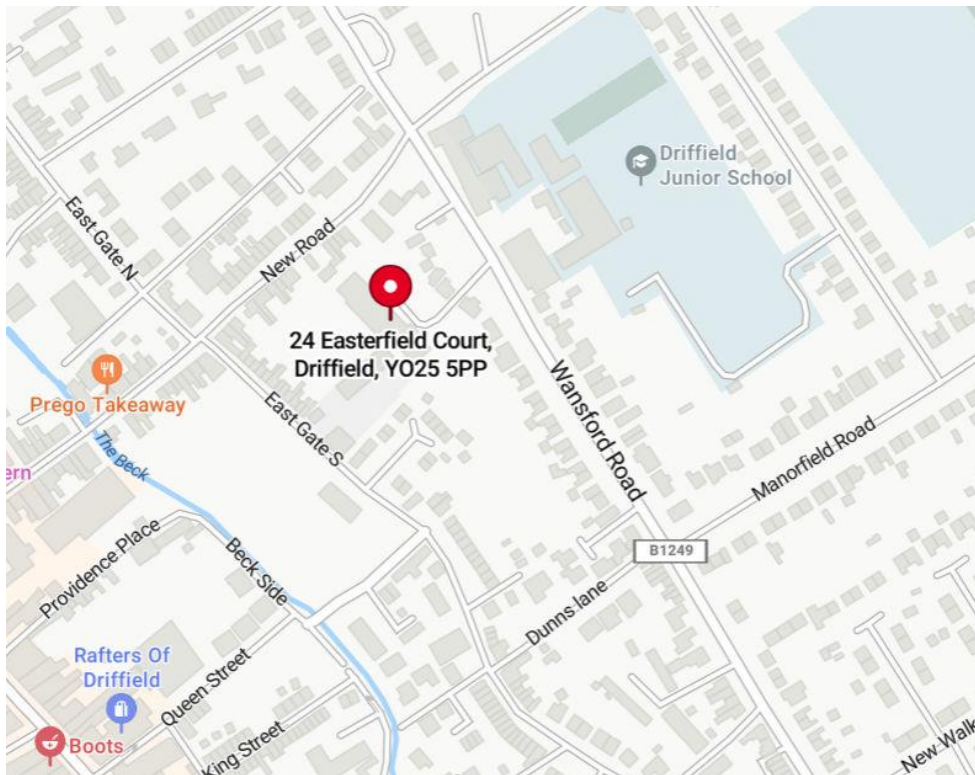 Driffield
Junior School
East Gate N
New Road
24 Easterfield Court,
Driffield, YO25 5PP
Prego Takeaway
East Gate S
Wansford Road
The Beck
ern
Manorfield Road
Providence Place
Beck Side
B1249
Dunns lane
Rafters Of
Driffield
Queen Street
Boots
King Street
New Walk